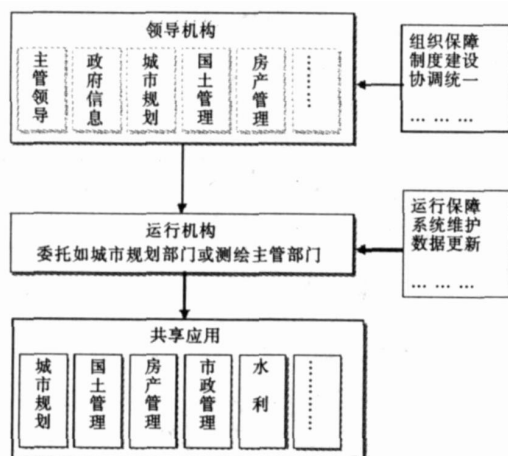 领导机构
主管领导
政府信息
城市规划
国土管理
房产管理
………
组织保障
制度建设
协调统一
… … …
运行机构
委托如城市规划部门或测绘主管部门
运行保障
系统维护
数据更新
… … …
共享应用
城市规划
国土管理
房产管理
市政管理
水利
…………